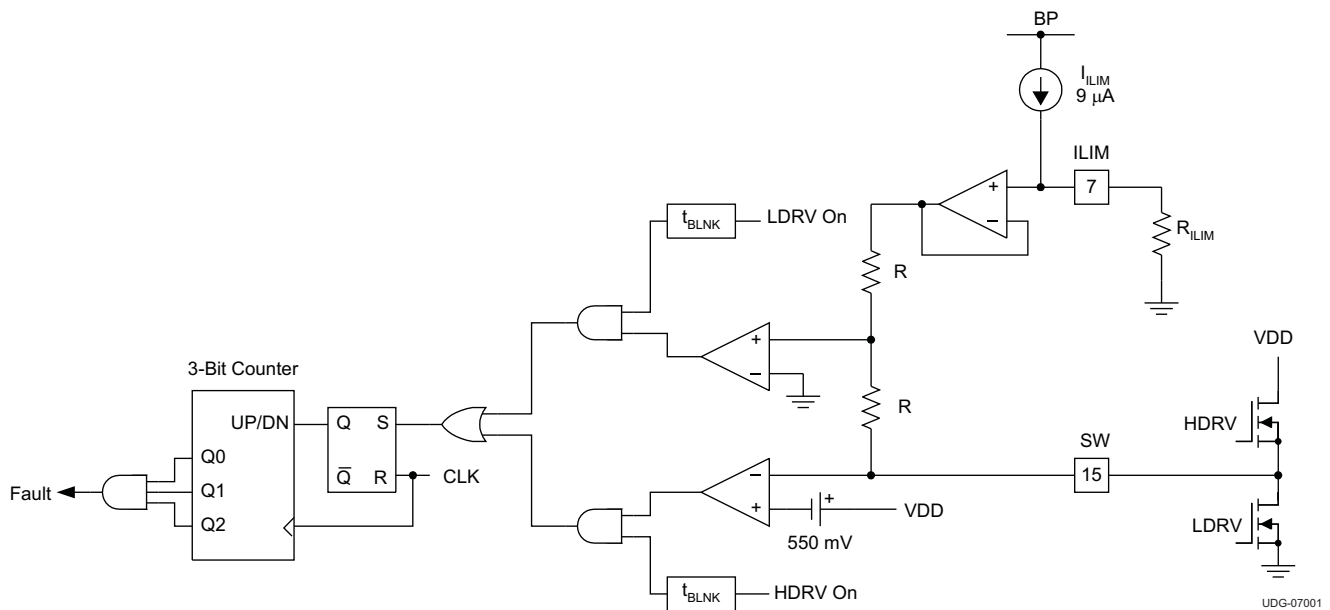 BP
I_ILIM
9 μA
ILIM
7
+
−
R_ILIM
t_BLNK
LDRV On
R
+
−
VDD
3-Bit Counter
R
HDRV
UP/DN
Q
S
SW
Q0
Q̅
R
CLK
−
15
Fault
Q1
+
+
VDD
Q2
LDRV
550 mV
t_BLNK
HDRV On
UDG-07001